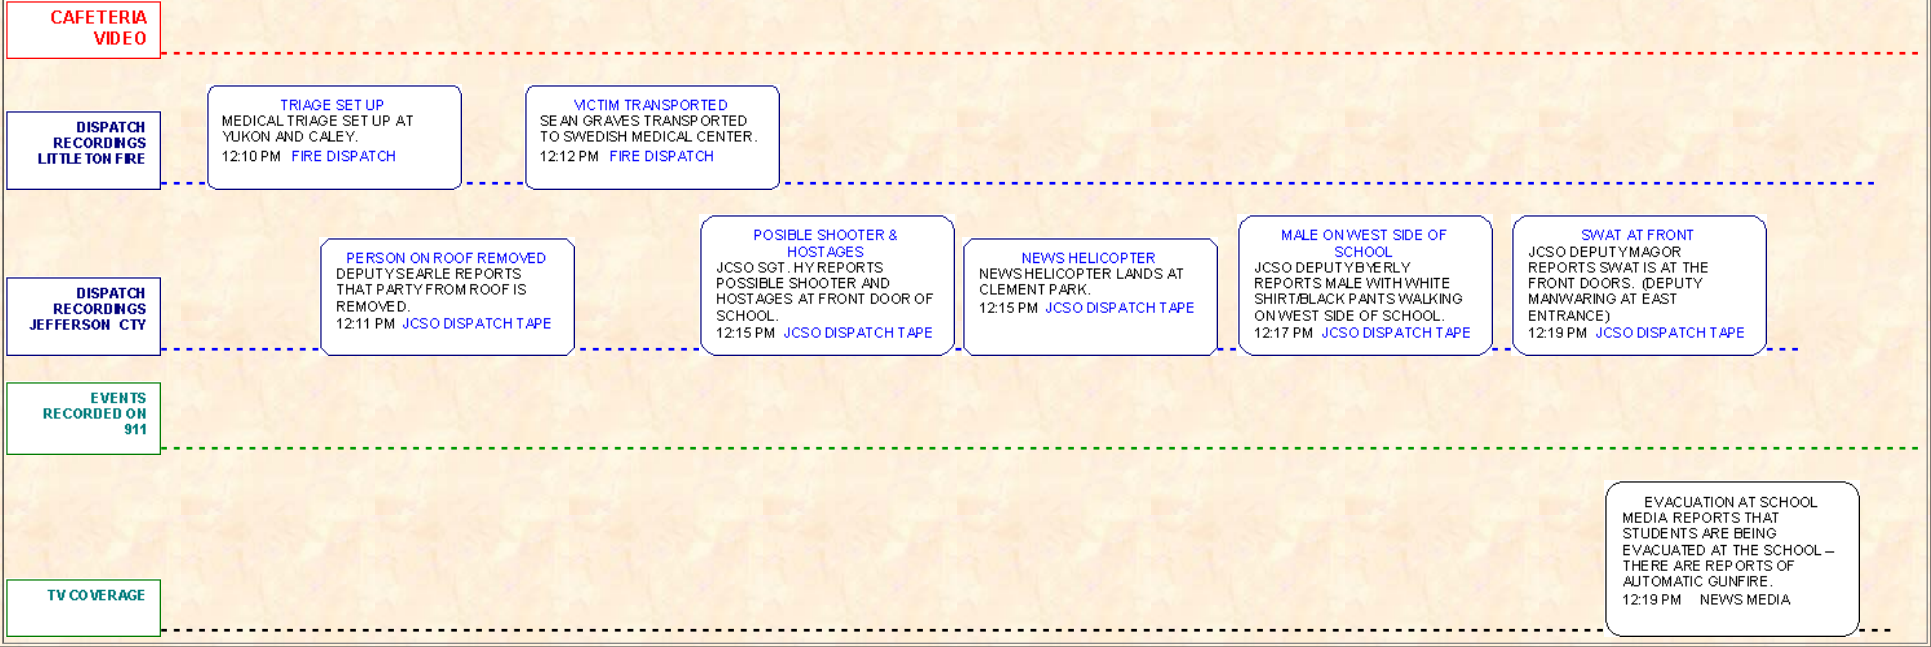 CAFETERIA
VIDEO
DISPATCH
RECORDINGS
LITTLETON FIRE
TRIAGE SET UP
MEDICAL TRIAGE SET UP AT
YUKON AND CALEY.
12:10 PM FIRE DISPATCH
VICTIM TRANSPORTED
SEAN GRAVES TRANSPORTED
TO SWEDISH MEDICAL CENTER.
12:12 PM FIRE DISPATCH
DISPATCH
RECORDINGS
JEFFERSON CTY
PERSON ON ROOF REMOVED
DEPUTY SEARLE REPORTS
THAT PARTY FROM ROOF IS
REMOVED.
12:11 PM JCSO DISPATCH TAPE
POSIBLE SHOOTER &
HOSTAGES
JCSO SGT. HY REPORTS
POSSIBLE SHOOTER AND
HOSTAGES AT FRONT DOOR OF
SCHOOL.
12:15 PM JCSO DISPATCH TAPE
NEWS HELICOPTER
NEWS HELICOPTER LANDS AT
CLEMENT PARK.
12:15 PM JCSO DISPATCH TAPE
MALE ON WEST SIDE OF
SCHOOL
JCSO DEPUTY BYERLY
REPORTS MALE WITH WHITE
SHIRT/BLACK PANTS WALKING
ON WEST SIDE OF SCHOOL.
12:17 PM JCSO DISPATCH TAPE
SWAT AT FRONT
JCSO DEPUTY MAGOR
REPORTS SWAT IS AT THE
FRONT DOORS. (DEPUTY
MANWARING AT EAST
ENTRANCE)
12:19 PM JCSO DISPATCH TAPE
EVENTS
RECORDED ON
911
TV COVERAGE
EVACUATION AT SCHOOL
MEDIA REPORTS THAT
STUDENTS ARE BEING
EVACUATED AT THE SCHOOL –
THERE ARE REPORTS OF
AUTOMATIC GUNFIRE.
12:19 PM NEWS MEDIA